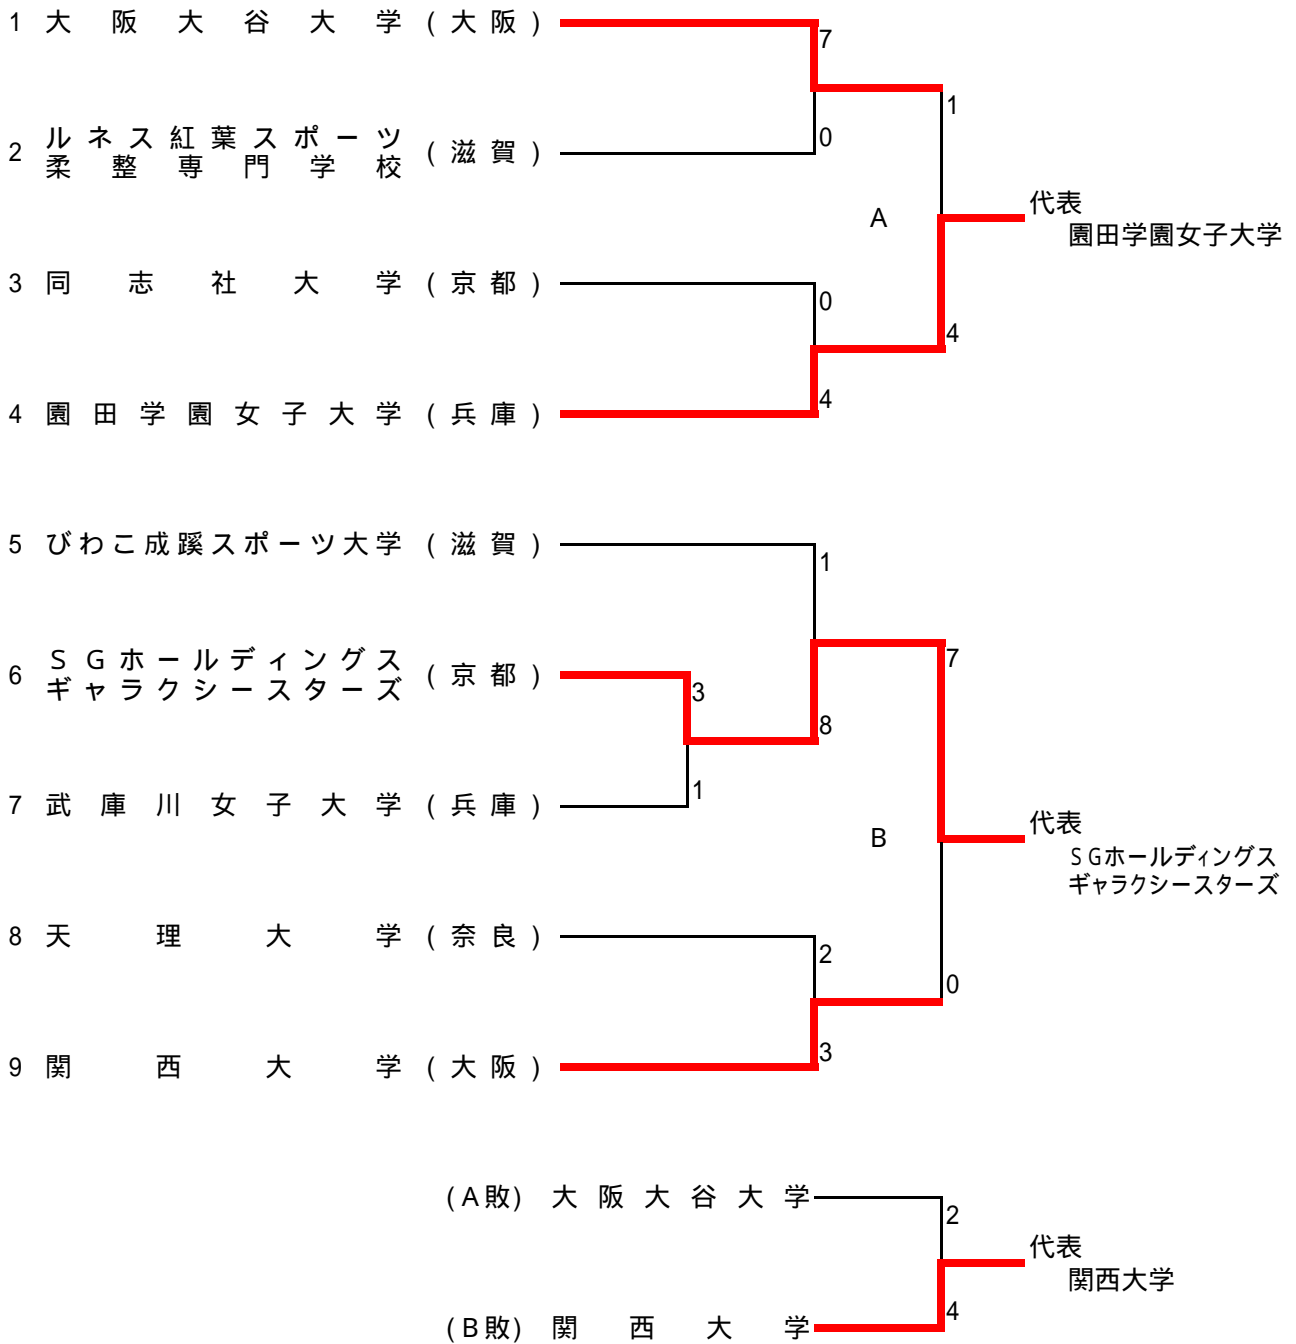 1 大阪大谷大学 (大阪)
7
1
2 ルネス紅葉スポーツ
柔整専門学校 (滋賀)
0
A
代表
園田学園女子大学
3 同志社大学 (京都)
0
4
4 園田学園女子大学 (兵庫)
4
5 びわこ成蹊スポーツ大学 (滋賀)
1
7
6 SGホールディングス
ギャラクシースターズ (京都)
3
8
7 武庫川女子大学 (兵庫)
1
B
代表
SGホールディングス
ギャラクシースターズ
8 天理大学 (奈良)
2
0
9 関西大学 (大阪)
3
(A敗) 大阪大谷大学
2
代表
関西大学
(B敗) 関西大学
4